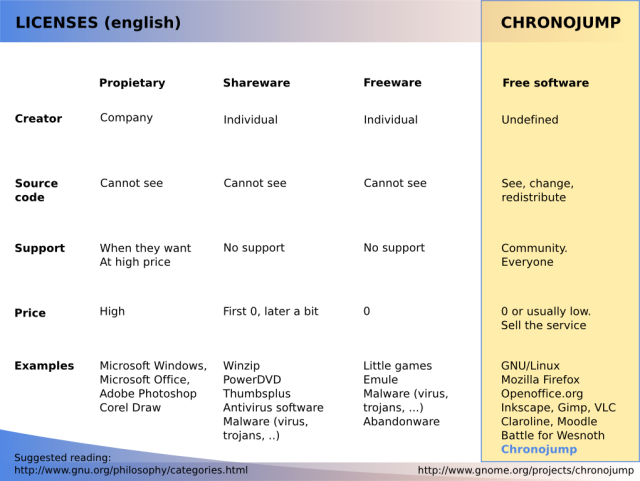 LICENSES (english)
CHRONOJUMP
Propietary
Shareware
Freeware
Free software
Creator
Company
Individual
Individual
Undefined
Source
code
Cannot see
Cannot see
Cannot see
See, change,
redistribute
Support
When they want
At high price
No support
No support
Community.
Everyone
Price
High
First 0, later a bit
0
0 or usually low.
Sell the service
Examples
Microsoft Windows,
Microsoft Office,
Adobe Photoshop
Corel Draw
Winzip
PowerDVD
Thumbsplus
Antivirus software
Malware (virus,
trojans, ..)
Little games
Emule
Malware (virus,
trojans, ...)
Abandonware
GNU/Linux
Mozilla Firefox
Openoffice.org
Inkscape, Gimp, VLC
Claroline, Moodle
Battle for Wesnoth
Chronojump
Suggested reading:
http://www.gnu.org/philosophy/categories.html
http://www.gnome.org/projects/chronojump